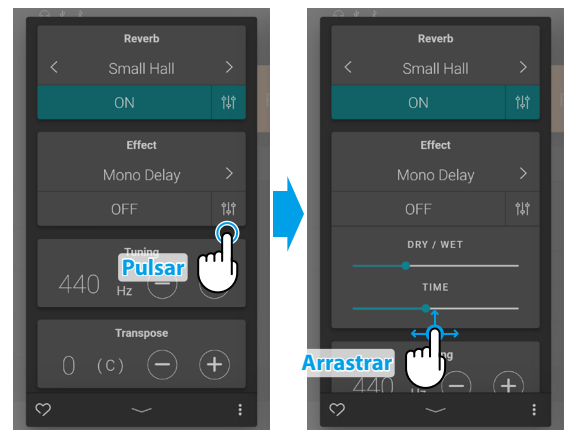 Reverb
Small Hall
ON
Effect
Mono Delay
OFF
Tuning
Pulsar
440 Hz
Transpose
0 (C)
Reverb
Small Hall
ON
Effect
Mono Delay
OFF
DRY / WET
TIME
Arrastrar
440